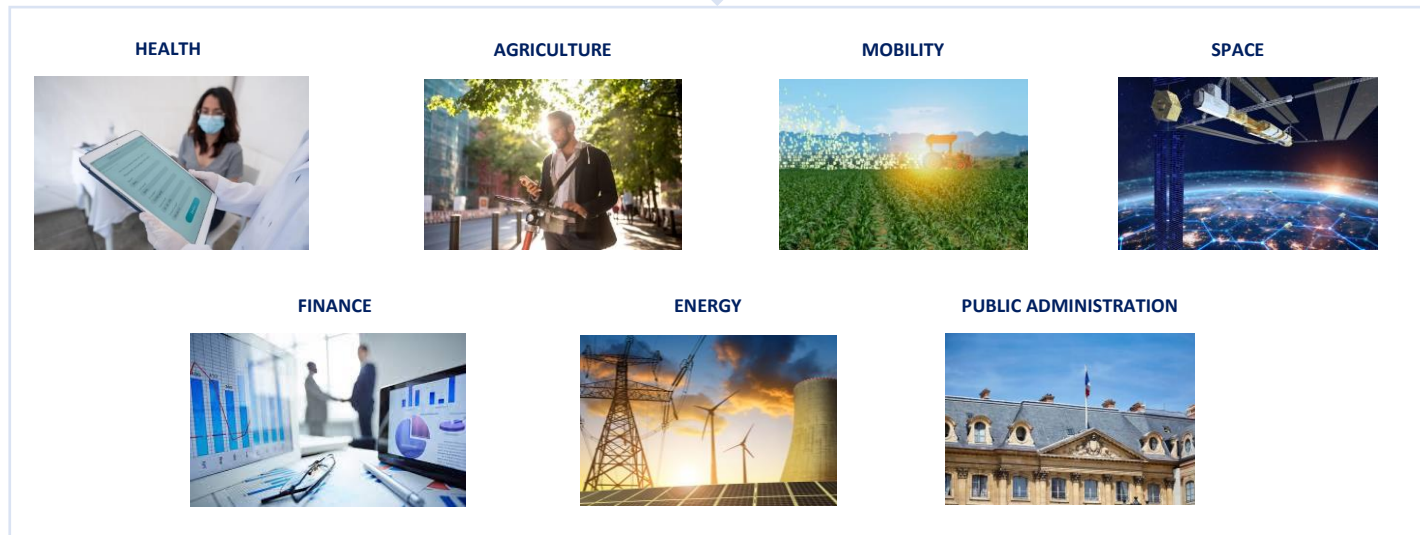 HEALTH
AGRICULTURE
MOBILITY
SPACE
FINANCE
ENERGY
PUBLIC ADMINISTRATION